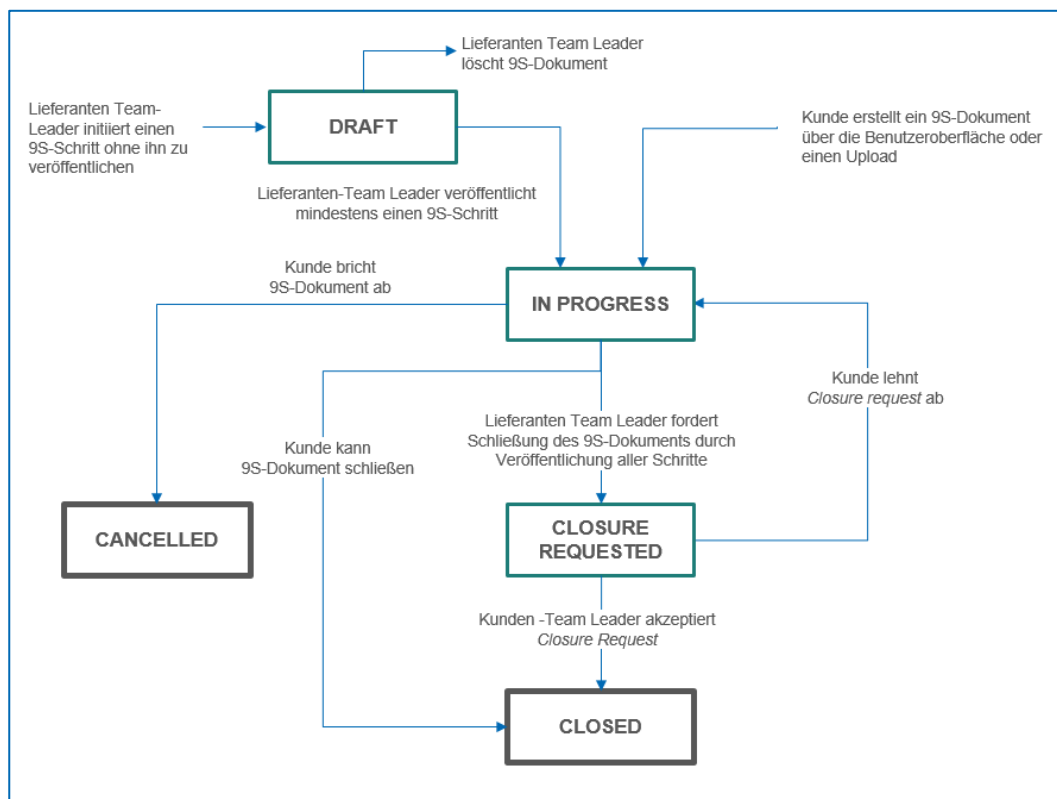 Lieferanten Team Leader
löscht 9S-Dokument
Lieferanten Team-
Leader initiiert einen
9S-Schritt ohne ihn zu
veröffentlichen
DRAFT
Kunde erstellt ein 9S-Dokument
über die Benutzeroberfläche oder
einen Upload
Lieferanten-Team Leader veröffentlicht
mindestens einen 9S-Schritt
Kunde bricht
9S-Dokument ab
IN PROGRESS
Kunde lehnt
Closure request ab
Lieferanten Team Leader fordert
Schließung des 9S-Dokuments durch
Veröffentlichung aller Schritte
Kunde kann
9S-Dokument schließen
CANCELLED
CLOSURE
REQUESTED
Kunden -Team Leader akzeptiert
Closure Request
CLOSED